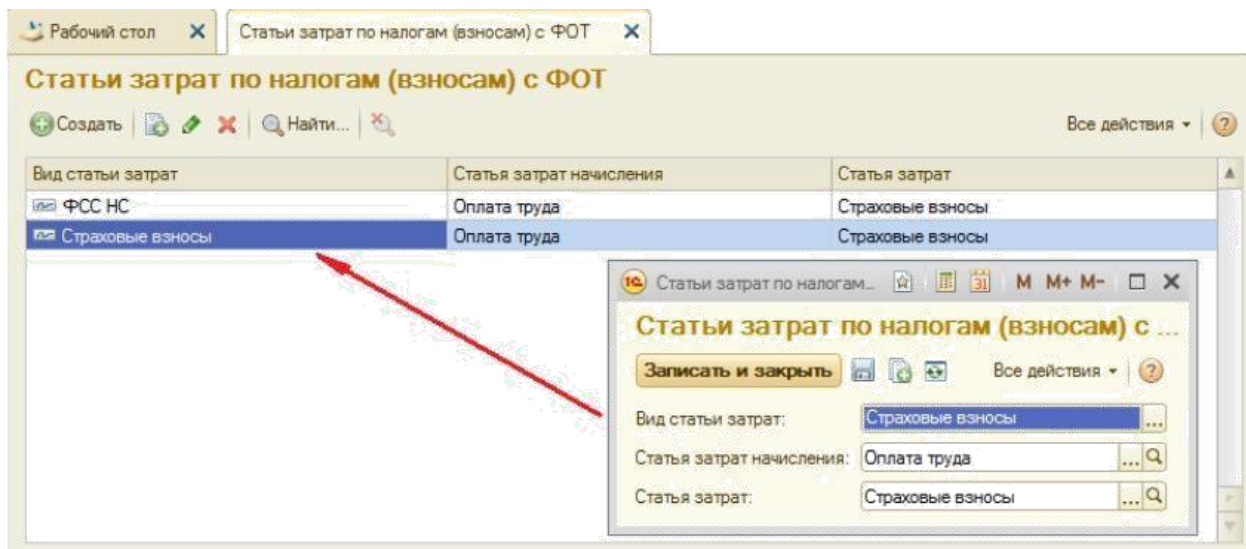 Рабочий стол Статьи затрат по налогам (взносам) с ФОТ
Статьи затрат по налогам (взносам) с ФОТ
Создать Найти... Все действия
Вид статьи затрат Статья затрат начисления Статья затрат
ФСС НС Оплата труда Страховые взносы
Страховые взносы Оплата труда Страховые взносы
1С Статьи затрат по налогам... 31 M M+ M-
Статьи затрат по налогам (взносам) с ...
Записать и закрыть Все действия
Вид статьи затрат: Страховые взносы
Статья затрат начисления: Оплата труда
Статья затрат: Страховые взносы